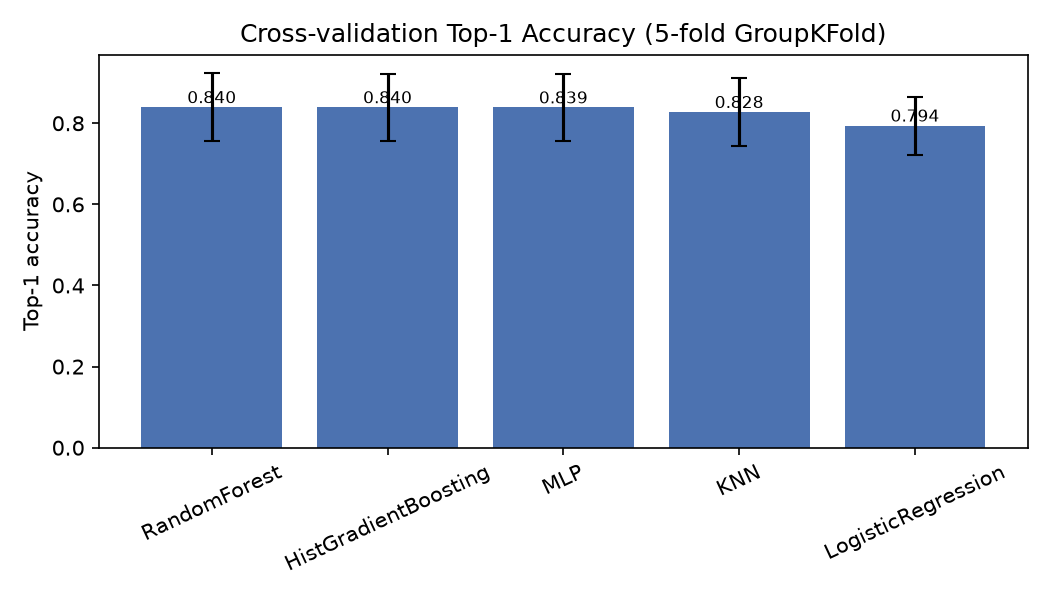 Cross-validation Top-1 Accuracy (5-fold GroupKFold)
Top-1 accuracy
0.8
0.6
0.4
0.2
0.0
0.840
0.840
0.839
0.828
0.794
RandomForest
HistGradientBoosting
MLP
KNN
LogisticRegression